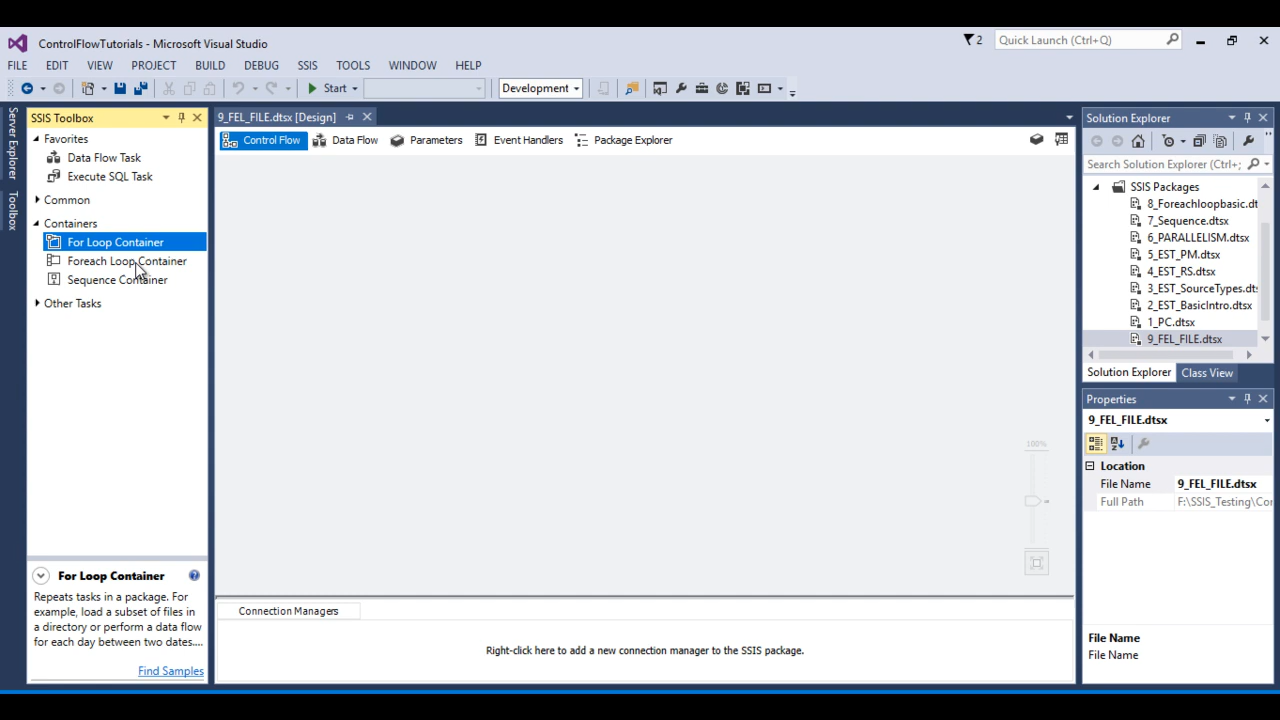 ControlFlowTutorials - Microsoft Visual Studio
2
Quick Launch (Ctrl+Q)
FILE EDIT VIEW PROJECT BUILD DEBUG SSIS TOOLS WINDOW HELP
Start
Development
Server Explorer
Toolbox
SSIS Toolbox
Favorites
Data Flow Task
Execute SQL Task
Common
Containers
For Loop Container
Foreach Loop Container
Sequence Container
Other Tasks
For Loop Container
Repeats tasks in a package. For
example, load a subset of files in
a directory or perform a data flow
for each day between two dates....
Find Samples
9_FEL_FILE.dtsx [Design]
Control Flow Data Flow Parameters Event Handlers Package Explorer
100%
Connection Managers
Right-click here to add a new connection manager to the SSIS package.
Solution Explorer
Search Solution Explorer (Ctrl+;
SSIS Packages
8_Foreachloopbasic.dt
7_Sequence.dtsx
6_PARALLELISM.dtsx
5_EST_PM.dtsx
4_EST_RS.dtsx
3_EST_SourceTypes.dts
2_EST_BasicIntro.dtsx
1_PC.dtsx
9_FEL_FILE.dtsx
Solution Explorer Class View
Properties
9_FEL_FILE.dtsx
Location
File Name 9_FEL_FILE.dtsx
Full Path F:\SSIS_Testing\Cor
File Name
File Name